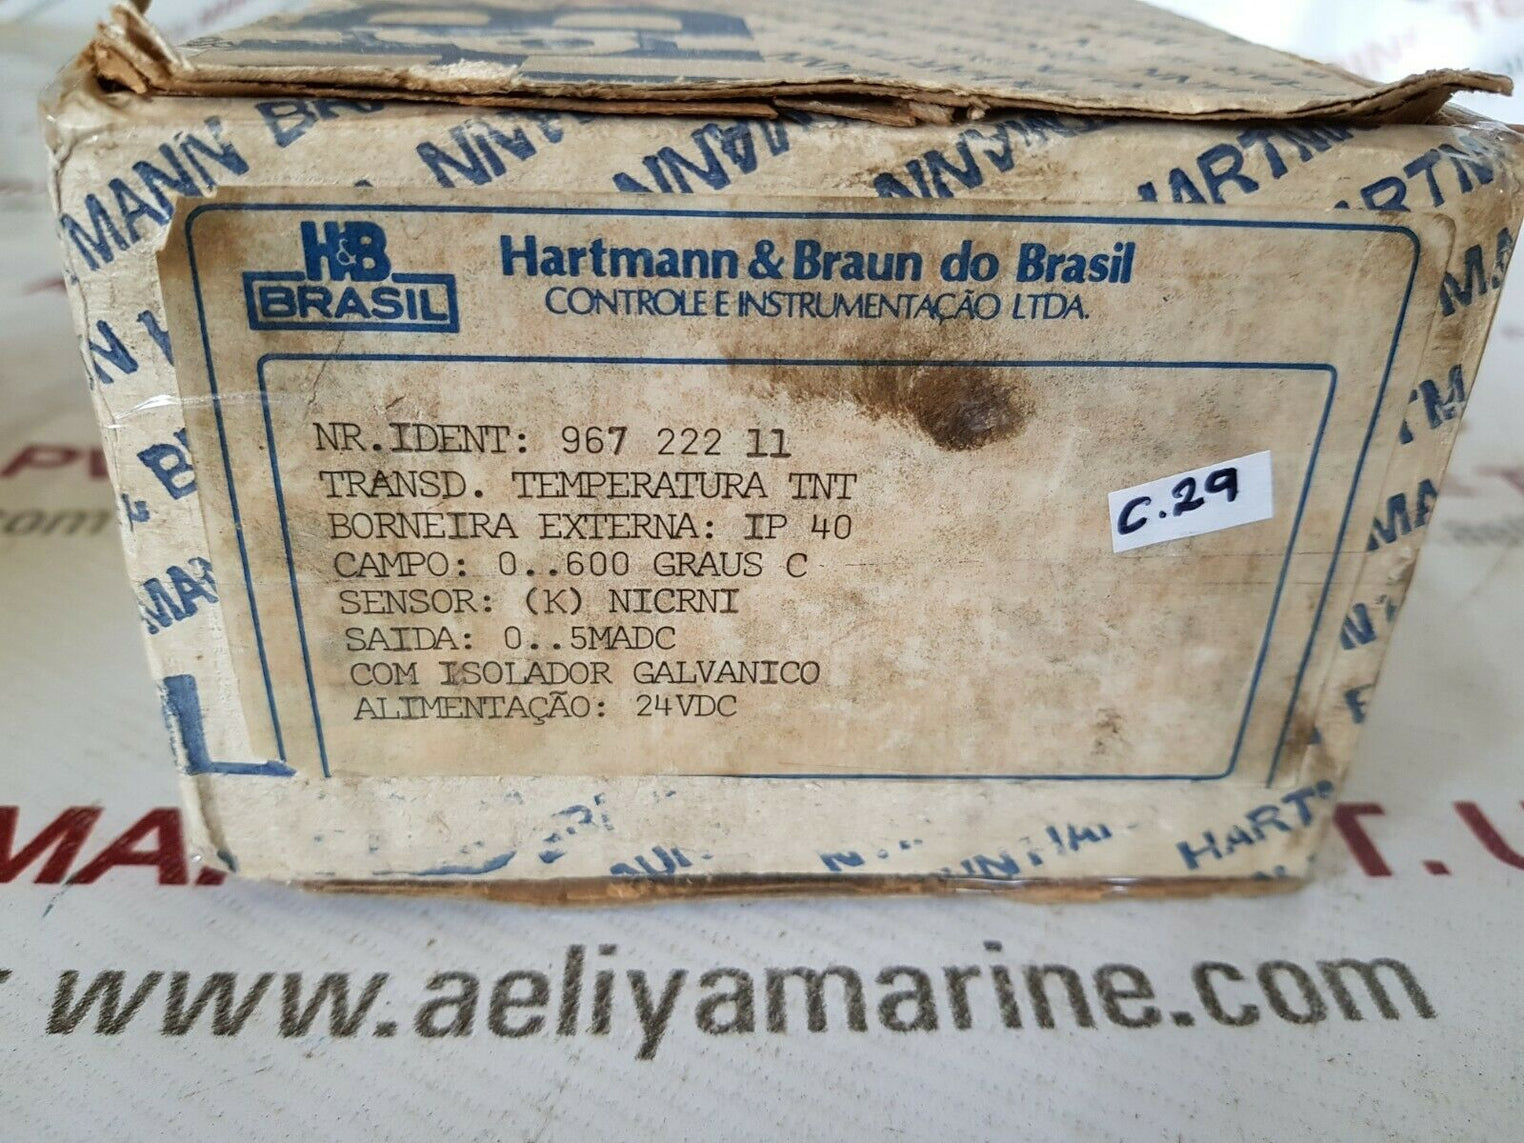 H&B
BRASIL
Hartmann & Braun do Brasil
CONTROLE E INSTRUMENTAÇÃO LTDA.
NR.IDENT: 967 222 11
TRANSD. TEMPERATURA TNT
BORNEIRA EXTERNA: IP 40
CAMPO: 0..600 GRAUS C
SENSOR: (K) NICRNI
SAIDA: 0..5MADC
COM ISOLADOR GALVANICO
ALIMENTAÇÃO: 24VDC
C.29
www.aeliyamarine.com